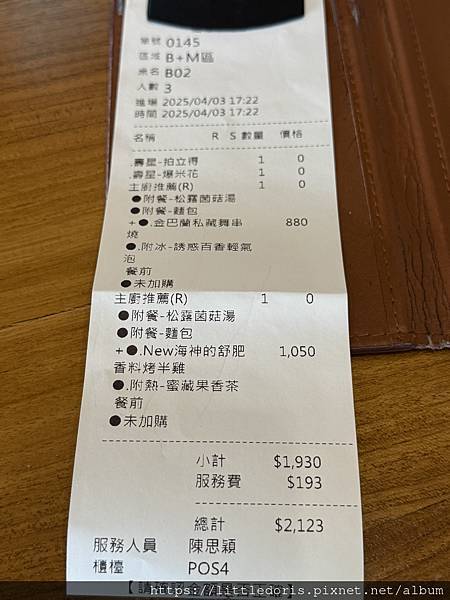 單號 0145
區域 B+M區
桌名 B02
人數 3
進場 2025/04/03 17:22
時間 2025/04/03 17:22
名稱 R S 數量 價格
.壽星-拍立得 1 0
.壽星-爆米花 1 0
主廚推薦(R) 1 0
●附餐-松露菌菇湯
●附餐-麵包
+●.金巴蘭私藏舞串 880
燒
●.附冰-誘惑百香輕氣
泡
餐前
●未加購
主廚推薦(R) 1 0
●附餐-松露菌菇湯
●附餐-麵包
+●.New海神的舒肥 1,050
香料烤半雞
●.附熱-蜜藏果香茶
餐前
●未加購
小計 $1,930
服務費 $193
總計 $2,123
服務人員 陳思穎
櫃檯 POS4
https://littledoris.pixnet.net/album